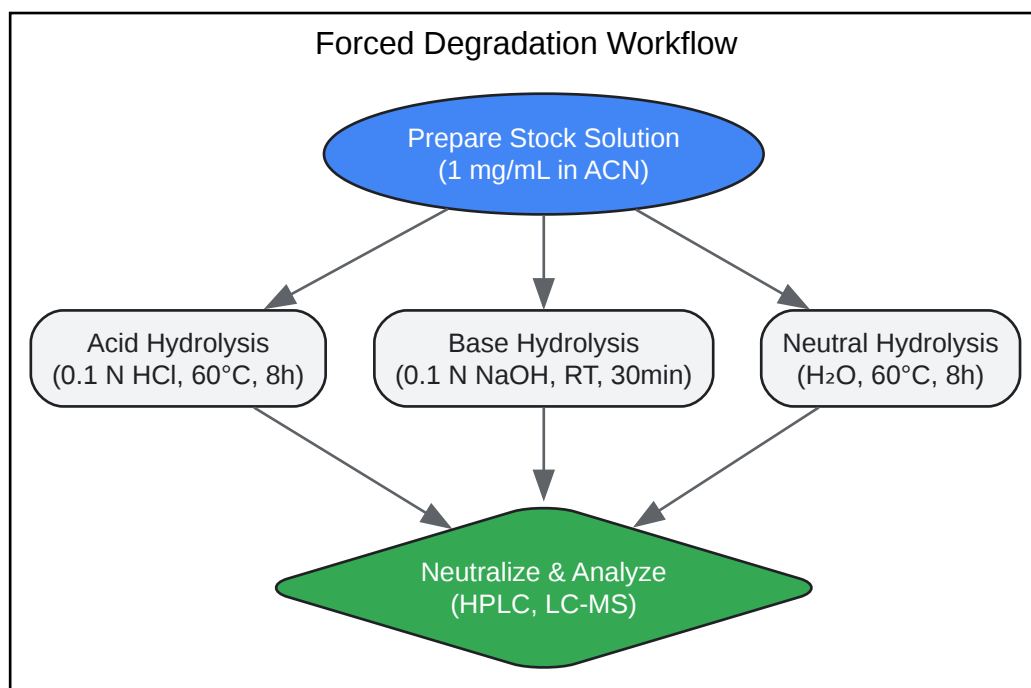 Forced Degradation Workflow
Prepare Stock Solution
(1 mg/mL in ACN)
Acid Hydrolysis
(0.1 N HCl, 60°C, 8h)
Base Hydrolysis
(0.1 N NaOH, RT, 30min)
Neutral Hydrolysis
(H₂O, 60°C, 8h)
Neutralize & Analyze
(HPLC, LC-MS)